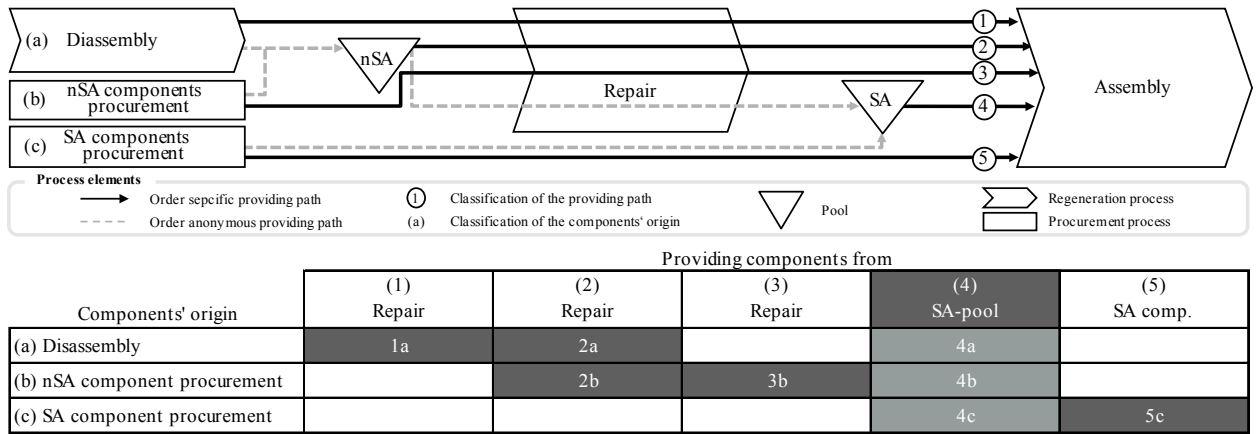 (a) Diassembly
nSA
(b) nSA components
procurement
(c) SA components
procurement
Repair
SA
1
2
3
4
5
Assembly
Process elements
Order sepcific providing path
Order anonymous providing path
1 Classification of the providing path
(a) Classification of the components' origin
Pool
Regeneration process
Procurement process
Providing components from
Components' origin
(1) Repair
(2) Repair
(3) Repair
(4) SA-pool
(5) SA comp.
(a) Disassembly 1a 2a 4a
(b) nSA component procurement 2b 3b 4b
(c) SA component procurement 4c 5c